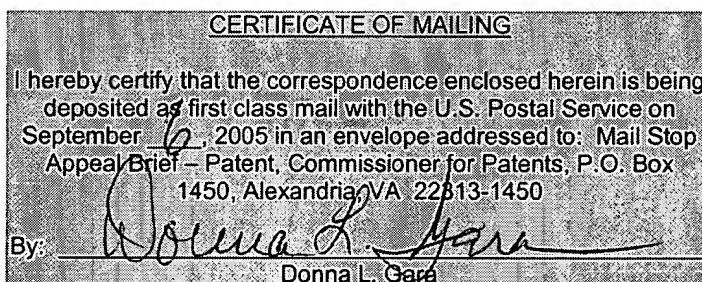 CERTIFICATE OF MAILING
I hereby certify that the correspondence enclosed herein is being
deposited as first class mail with the U.S. Postal Service on
September 6, 2005 in an envelope addressed to: Mail Stop
Appeal Brief – Patent, Commissioner for Patents, P.O. Box
1450, Alexandria, VA 22313-1450
By: Donna L. Gara
Donna L. Gara